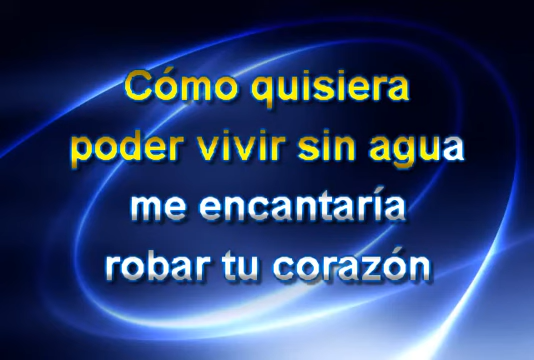 Cómo quisiera
poder vivir sin agua
me encantaría
robar tu corazón